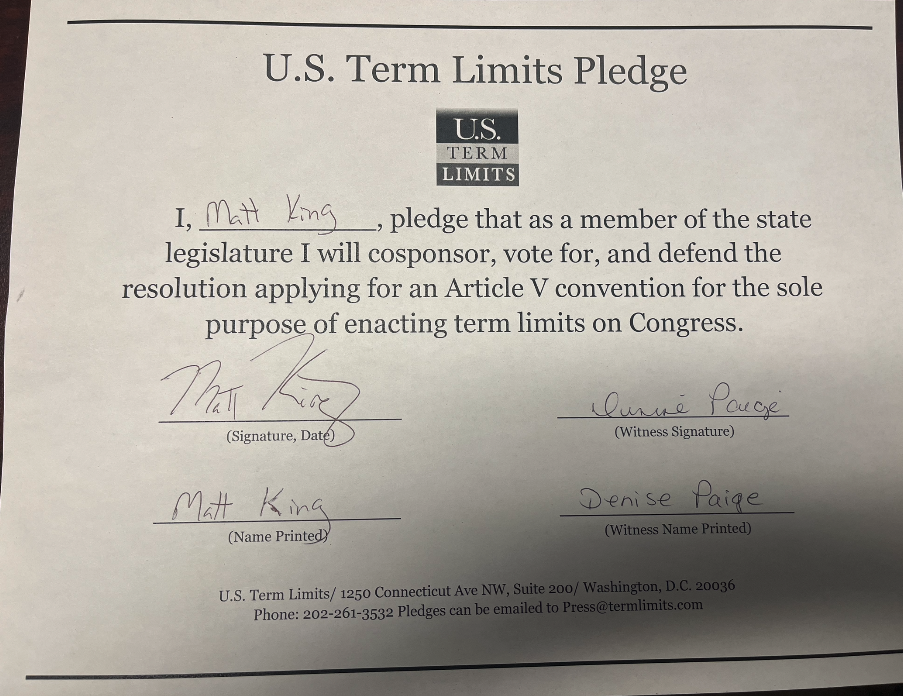 U.S. Term Limits Pledge
U.S.
TERM
LIMITS
I, Matt King, pledge that as a member of the state
legislature I will cosponsor, vote for, and defend the
resolution applying for an Article V convention for the sole
purpose of enacting term limits on Congress.
Matt King
(Signature, Date)
(Witness Signature)
Matt King
Denise Paige
(Name Printed)
(Witness Name Printed)
U.S. Term Limits/ 1250 Connecticut Ave NW, Suite 200/ Washington, D.C. 20036
Phone: 202-261-3532 Pledges can be emailed to Press@termlimits.com